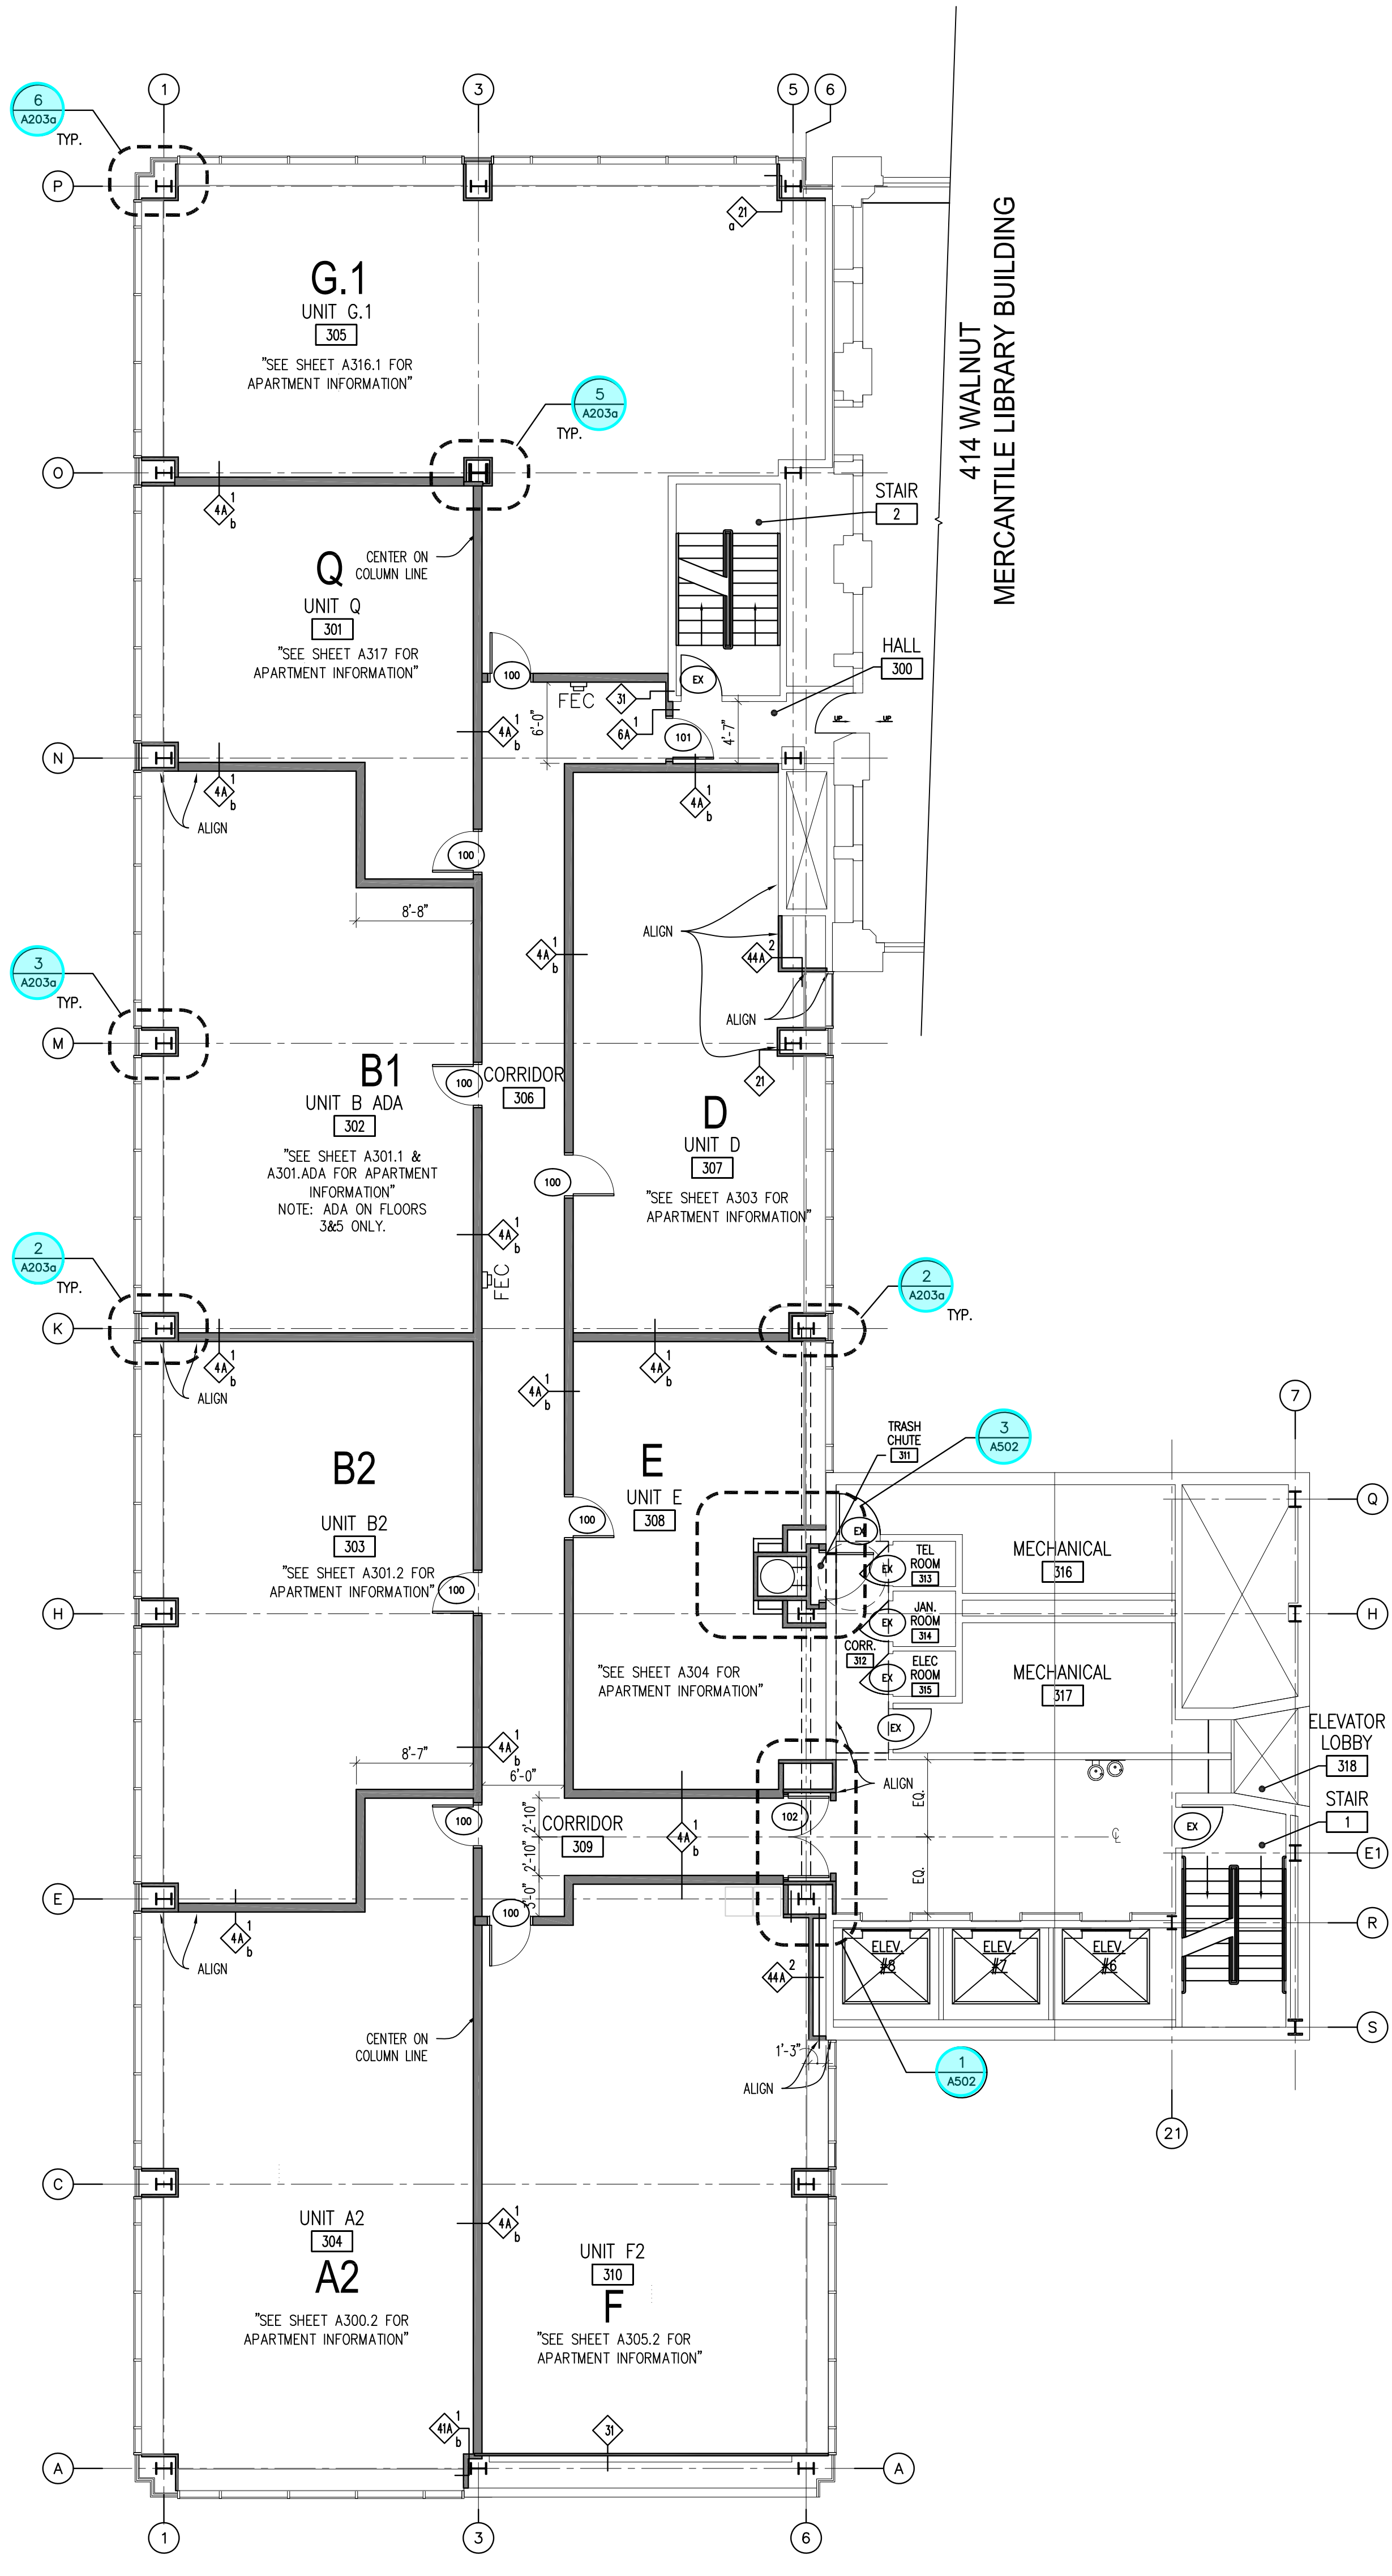 1
3
5
6
6
A203a
TYP.
P
21
a
414 WALNUT
MERCANTILE LIBRARY BUILDING
G.1
UNIT G.1
305
"SEE SHEET A316.1 FOR
APARTMENT INFORMATION"
5
A203a
TYP.
O
1
4A
b
STAIR
2
CENTER ON
COLUMN LINE
Q
UNIT Q
301
"SEE SHEET A317 FOR
APARTMENT INFORMATION"
HALL
300
100
EX
31
FEC
6'-0"
1
4A
b
1
6A
101
4'-7"
UP
UP
N
1
4A
b
1
4A
b
ALIGN
100
8'-8"
ALIGN
1
4A
b
2
44A
3
A203a
TYP.
ALIGN
M
B1
UNIT B ADA
302
"SEE SHEET A301.1 &
A301.ADA FOR APARTMENT
INFORMATION"
NOTE: ADA ON FLOORS
3&5 ONLY.
100
CORRIDOR
306
21
D
UNIT D
307
"SEE SHEET A303 FOR
APARTMENT INFORMATION"
100
1
4A
b
FEC
2
A203a
TYP.
2
A203a
TYP.
K
1
4A
b
ALIGN
1
4A
b
1
4A
b
7
B2
UNIT B2
303
"SEE SHEET A301.2 FOR
APARTMENT INFORMATION"
E
UNIT E
308
TRASH
CHUTE
311
3
A502
Q
100
EX
TEL
ROOM
313
EX
MECHANICAL
316
100
H
H
JAN.
ROOM
314
EX
CORR.
312
ELEC
ROOM
315
EX
MECHANICAL
317
"SEE SHEET A304 FOR
APARTMENT INFORMATION"
EX
ELEVATOR
LOBBY
318
1
4A
b
8'-7"
6'-0"
ALIGN
EQ.
STAIR
1
100
2'-10"
CORRIDOR
309
2'-10"
1
4A
b
102
CL
EX
E1
EQ.
E
3'-0"
100
R
1
4A
b
ALIGN
2
44A
ELEV.
#8
ELEV.
#7
ELEV.
#6
S
CENTER ON
COLUMN LINE
1'-3"
ALIGN
1
A502
21
C
1
4A
b
UNIT A2
304
A2
"SEE SHEET A300.2 FOR
APARTMENT INFORMATION"
UNIT F2
310
F
"SEE SHEET A305.2 FOR
APARTMENT INFORMATION"
1
41A
b
31
A
A
1
3
6